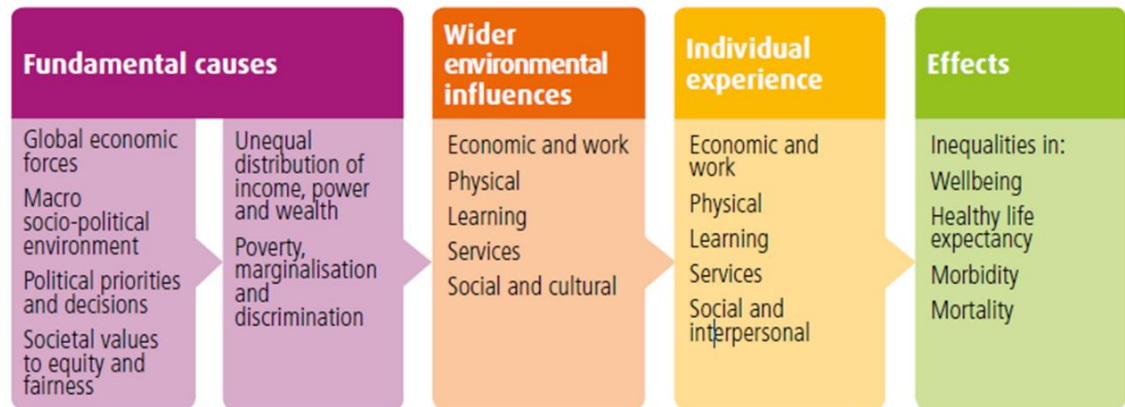 Fundamental causes
Global economic
forces
Macro
socio-political
environment
Political priorities
and decisions
Societal values
to equity and
fairness
Unequal
distribution of
income, power
and wealth
Poverty,
marginalisation
and
discrimination
Wider
environmental
influences
Economic and work
Physical
Learning
Services
Social and cultural
Individual
experience
Economic and
work
Physical
Learning
Services
Social and
interpersonal
Effects
Inequalities in:
Wellbeing
Healthy life
expectancy
Morbidity
Mortality